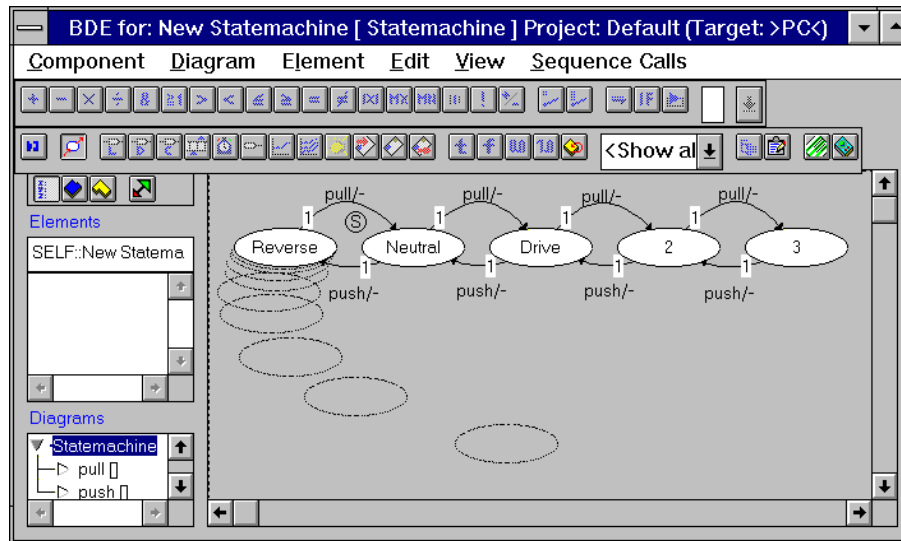 BDE for: New Statemachine [ Statemachine ] Project: Default (Target: >PC<)
Component Diagram Element Edit View Sequence Calls
<Show al
Elements
SELF::New Statema
Diagrams
Statemachine
pull []
push []
pull/- pull/- pull/- pull/-
1 S 1 1 1
Reverse Neutral Drive 2 3
1 1 1 1
push/- push/- push/- push/-